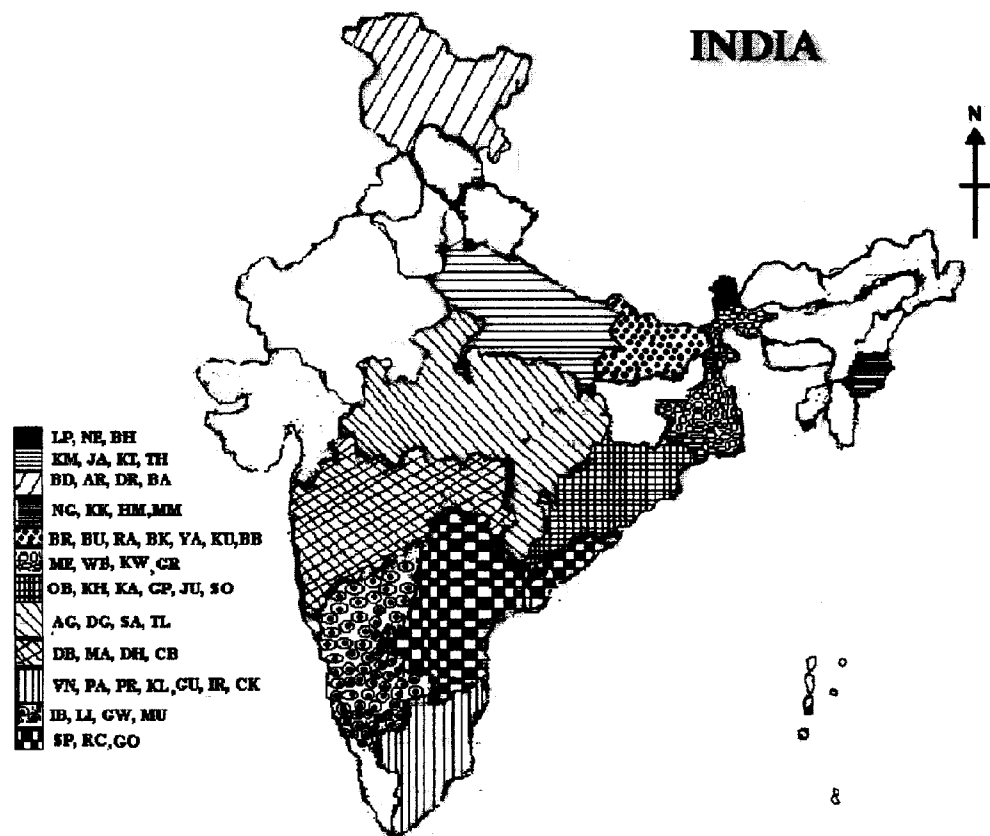 INDIA
N
LP, NE, BH
KM, JA, KT, TH
BD, AR, DR, BA
NG, KK, HM,MM
BR, BU, RA, BK, YA, KU,BB
ME, WB, KW, GR
OB, KH, KA, GP, JU, SO
AG, DG, SA, TL
DB, MA, DH, CB
VN, PA, PR, KL,GU, IR, CK
IB, LI, GW, MU
SP, RC,GO